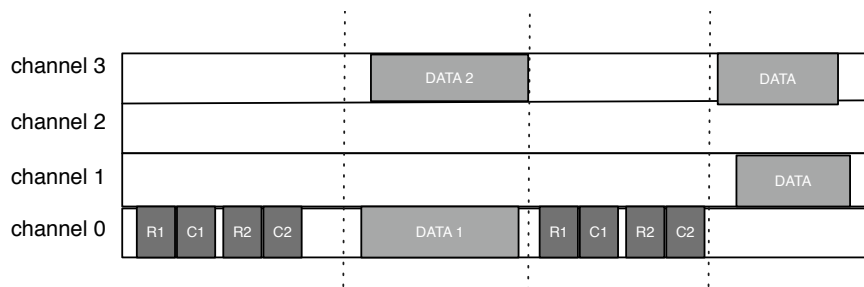 channel 3 DATA 2 DATA
channel 2
channel 1 DATA
channel 0 R1 C1 R2 C2 DATA 1 R1 C1 R2 C2